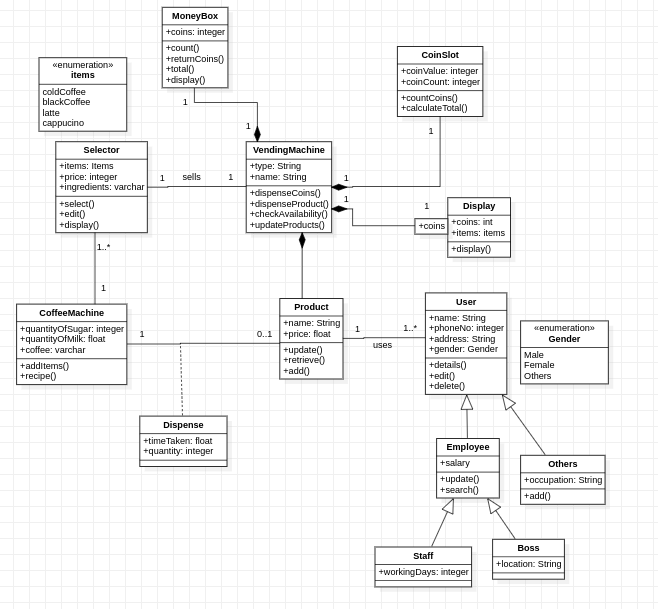 MoneyBox
+coins: integer
+count()
+returnCoins()
+total()
+display()
«enumeration»
items
coldCoffee
blackCoffee
latte
cappucino
CoinSlot
+coinValue: integer
+coinCount: integer
+countCoins()
+calculateTotal()
1
1
1
Selector
+items: Items
+price: integer
+ingredients: varchar
+select()
+edit()
+display()
1
sells
1
VendingMachine
+type: String
+name: String
+dispenseCoins()
+dispenseProduct()
+checkAvailability()
+updateProducts()
1
1
1
+coins
Display
+coins: int
+items: items
+display()
1..*
1
CoffeeMachine
+quantityOfSugar: integer
+quantityOfMilk: float
+coffee: varchar
+addItems()
+recipe()
1
0..1
Product
+name: String
+price: float
+update()
+retrieve()
+add()
1
uses
1..*
User
+name: String
+phoneNo: integer
+address: String
+gender: Gender
+details()
+edit()
+delete()
«enumeration»
Gender
Male
Female
Others
Dispense
+timeTaken: float
+quantity: integer
Employee
+salary
+update()
+search()
Others
+occupation: String
+add()
Staff
+workingDays: integer
Boss
+location: String